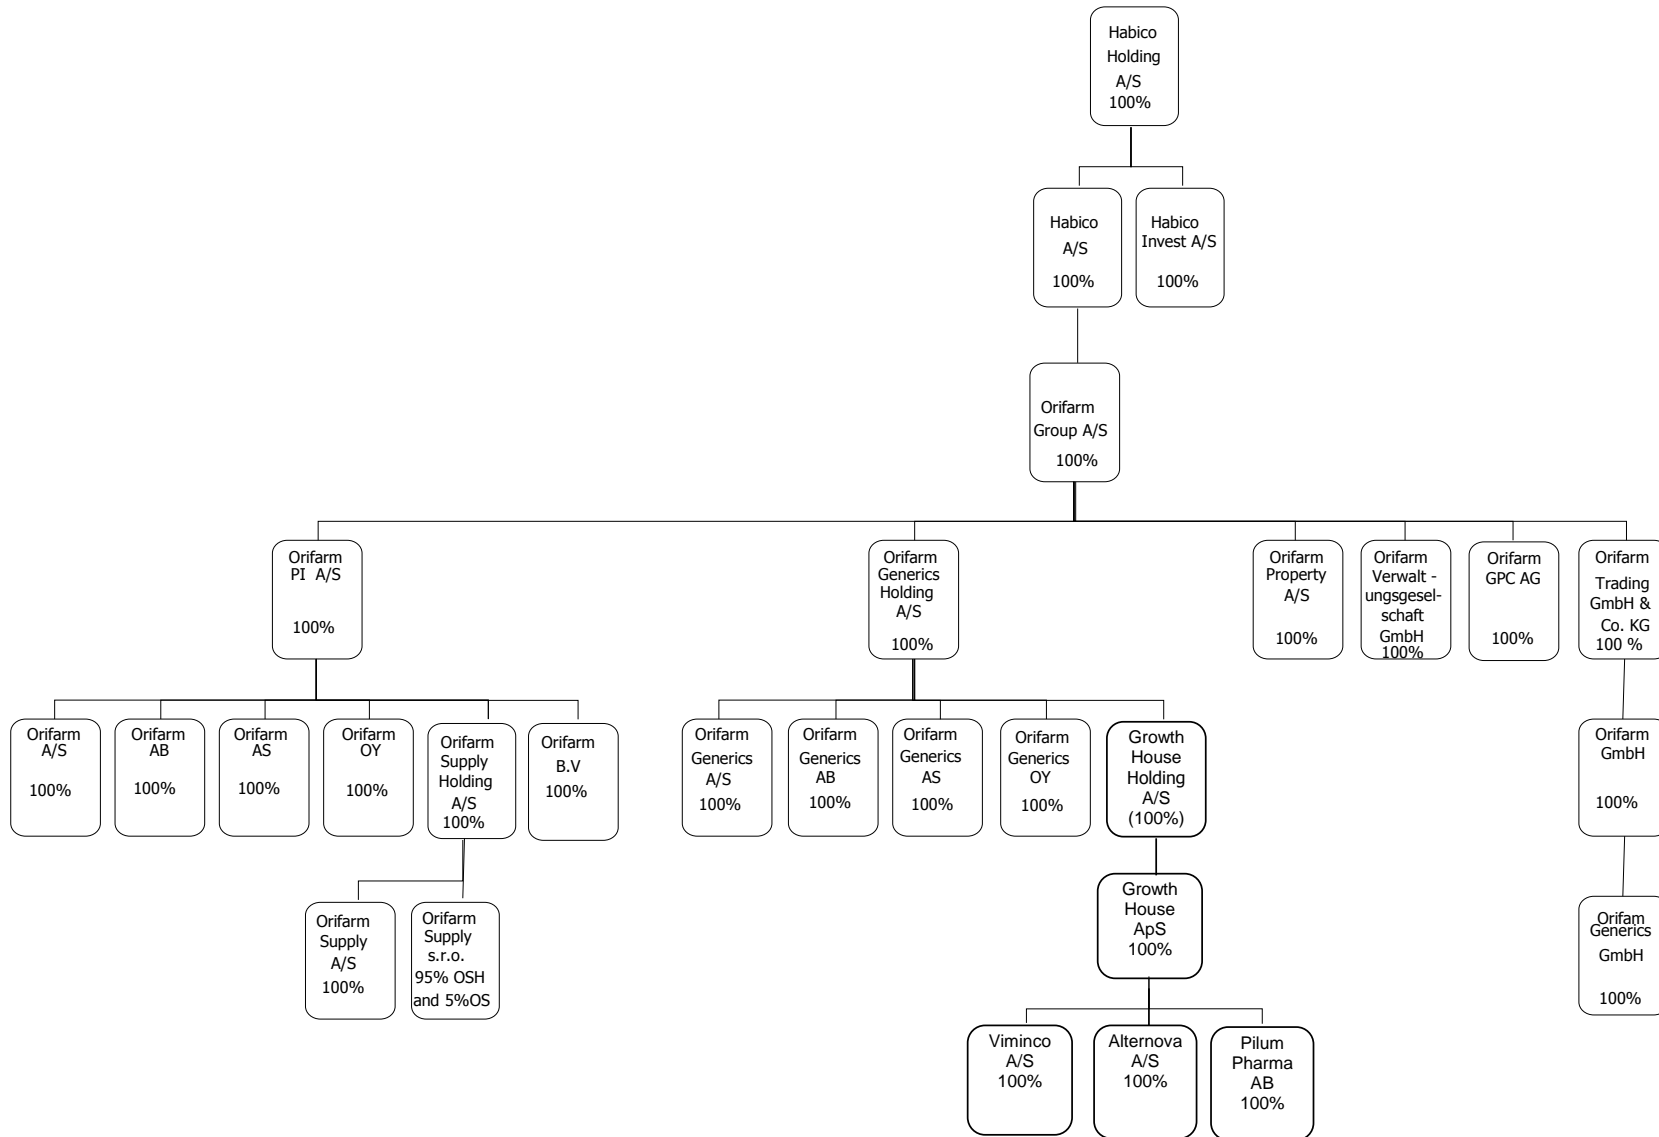 Habico
Holding
A/S
100%
Habico
A/S
100%
Habico
Invest A/S
100%
Orifarm
Group A/S
100%
Orifarm
PI A/S
100%
Orifarm
Generics
Holding
A/S
100%
Orifarm
Property
A/S
100%
Orifarm
Verwalt -
ungsgesel-
schaft
GmbH
100%
Orifarm
GPC AG
100%
Orifarm
Trading
GmbH &
Co. KG
100 %
Orifarm
A/S
100%
Orifarm
AB
100%
Orifarm
AS
100%
Orifarm
OY
100%
Orifarm
Supply
Holding
A/S
100%
Orifarm
B.V
100%
Orifarm
Generics
A/S
100%
Orifarm
Generics
AB
100%
Orifarm
Generics
AS
100%
Orifarm
Generics
OY
100%
Growth
House
Holding
A/S
(100%)
Orifarm
GmbH
100%
Orifarm
Supply
A/S
100%
Orifarm
Supply
s.r.o.
95% OSH
and 5%OS
Growth
House
ApS
100%
Orifam
Generics
GmbH
100%
Viminco
A/S
100%
Alternova
A/S
100%
Pilum
Pharma
AB
100%